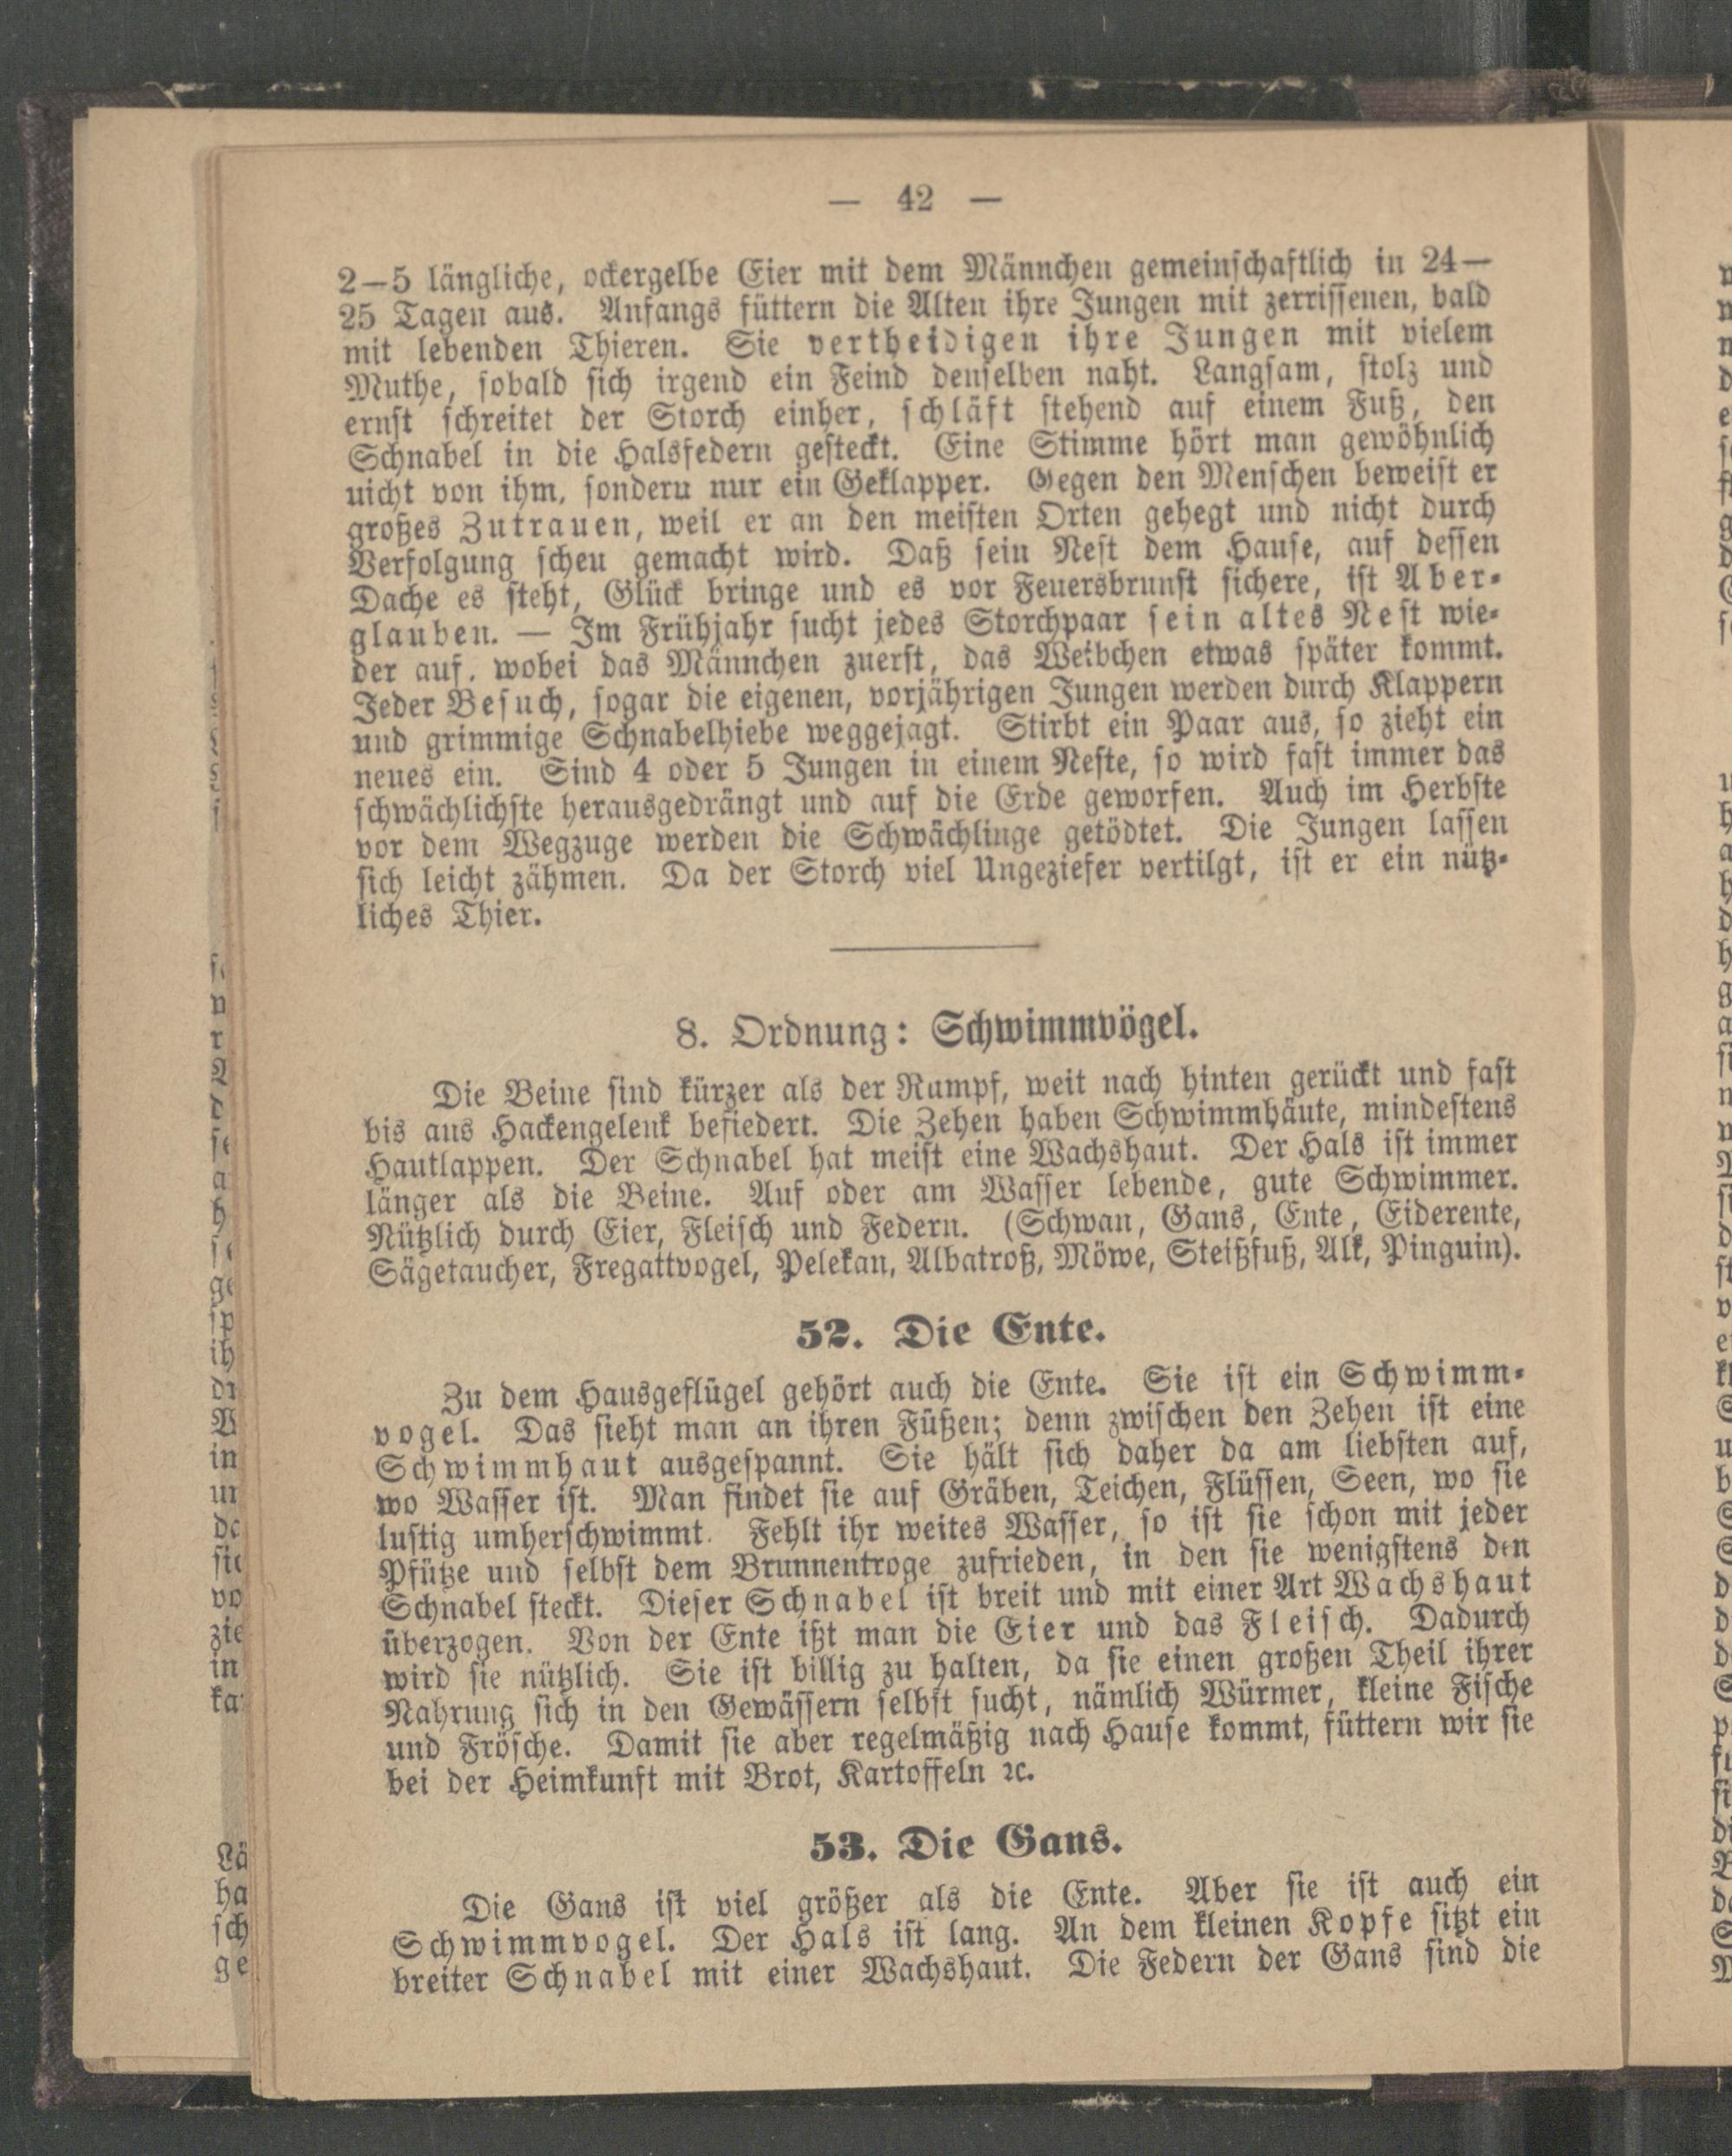 — 42 —
2—5 längliche, ockergelbe Eier mit dem Männchen gemeinschaftlich in 24—
25 Tagen aus. Anfangs füttern die Alten ihre Jungen mit zerrissenen, bald
mit lebenden Thieren. Sie vertheidigen ihre Jungen mit vielem
Muthe, sobald sich irgend ein Feind denselben naht. Langsam, stolz und
ernst schreitet der Storch einher, schläft stehend auf einem Fuß, den
Schnabel in die Halsfedern gesteckt. Eine Stimme hört man gewöhnlich
nicht von ihm, sondern nur ein Geklapper. Gegen den Menschen beweist er
großes Zutrauen, weil er an den meisten Orten gehegt und nicht durch
Verfolgung scheu gemacht wird. Daß sein Nest dem Hause, auf dessen
Dache es steht, Glück bringe und es vor Feuersbrunst sichere, ist Aber-
glauben. — Im Frühjahr sucht jedes Storchpaar sein altes Nest wie-
der auf, wobei das Männchen zuerst, das Weibchen etwas später kommt.
Jeder Besuch, sogar die eigenen, vorjährigen Jungen werden durch Klappern
und grimmige Schnabelhiebe weggejagt. Stirbt ein Paar aus, so zieht ein
neues ein. Sind 4 oder 5 Jungen in einem Neste, so wird fast immer das
schwächlichste herausgedrängt und auf die Erde geworfen. Auch im Herbste
vor dem Wegzuge werden die Schwächlinge getödtet. Die Jungen lassen
sich leicht zähmen. Da der Storch viel Ungeziefer vertilgt, ist er ein nütz-
liches Thier.
8. Ordnung: Schwimmvögel.
Die Beine sind kürzer als der Rumpf, weit nach hinten gerückt und fast
bis ans Hackengelenk befiedert. Die Zehen haben Schwimmhäute, mindestens
Hautlappen. Der Schnabel hat meist eine Wachshaut. Der Hals ist immer
länger als die Beine. Auf oder am Wasser lebende, gute Schwimmer.
Nützlich durch Eier, Fleisch und Federn. (Schwan, Gans, Ente, Eiderente,
Sägetaucher, Fregattvogel, Pelekan, Albatroß, Möwe, Steißfuß, Alk, Pinguin).
52. Die Ente.
Zu dem Hausgeflügel gehört auch die Ente. Sie ist ein Schwimm-
vogel. Das sieht man an ihren Füßen; denn zwischen den Zehen ist eine
Schwimmhaut ausgespannt. Sie hält sich daher da am liebsten auf,
wo Wasser ist. Man findet sie auf Gräben, Teichen, Flüssen, Seen, wo sie
lustig umherschwimmt. Fehlt ihr weites Wasser, so ist sie schon mit jeder
Pfütze und selbst dem Brunnentroge zufrieden, in den sie wenigstens den
Schnabel steckt. Dieser Schnabel ist breit und mit einer Art Wachshaut
überzogen. Von der Ente ißt man die Eier und das Fleisch. Dadurch
wird sie nützlich. Sie ist billig zu halten, da sie einen großen Theil ihrer
Nahrung sich in den Gewässern selbst sucht, nämlich Würmer, kleine Fische
und Frösche. Damit sie aber regelmäßig nach Hause kommt, füttern wir sie
bei der Heimkunft mit Brot, Kartoffeln ꝛc.
53. Die Gans.
Die Gans ist viel größer als die Ente. Aber sie ist auch ein
Schwimmvogel. Der Hals ist lang. An dem kleinen Kopfe sitzt ein
breiter Schnabel mit einer Wachshaut. Die Federn der Gans sind die